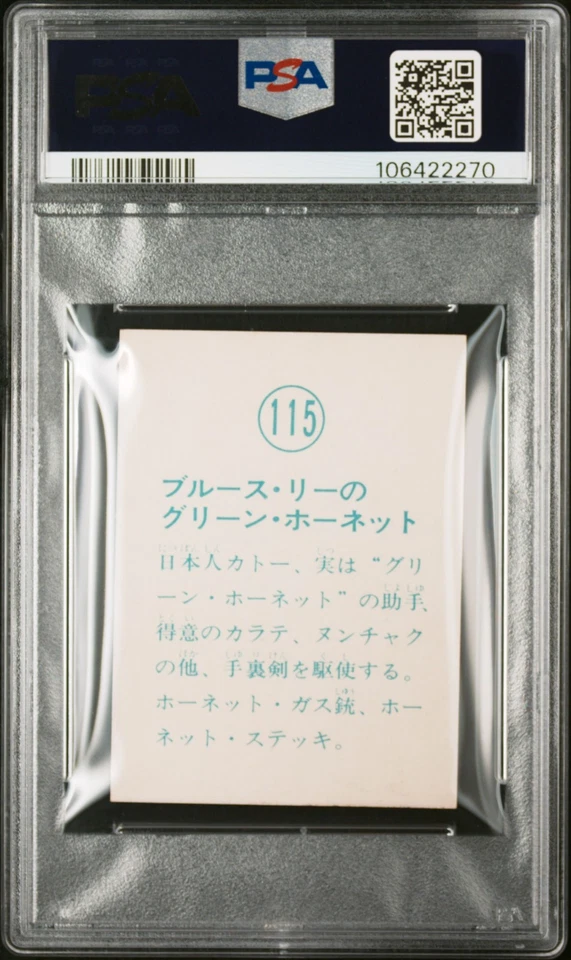 PSA
106422270
115
ブルース・リーの
グリーン・ホーネット
日本人カトー、実は“グリ
ーン・ホーネット”の助手、
得意のカラテ、ヌンチャク
の他、手裏剣を駆使する。
ホーネット・ガス銃、ホー
ネット・ステッキ。